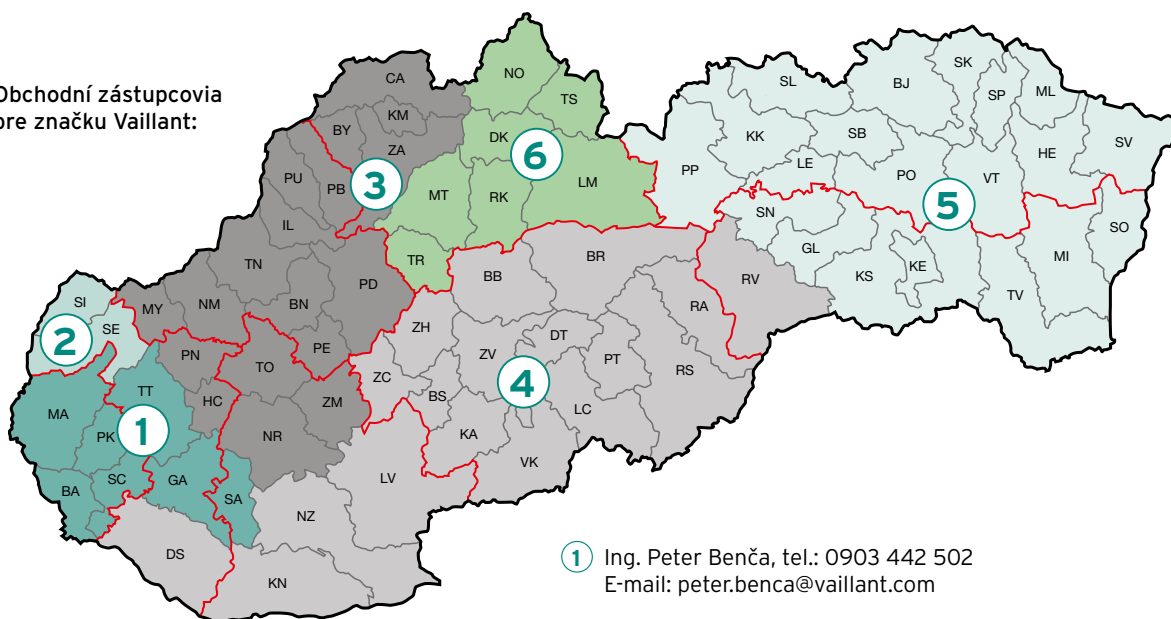 Obchodní zástupcovia
pre značku Vaillant:
CA
NO
TS
SL
BJ
SK
SP
ML
SV
BY
KM
ZA
DK
6
KK
SB
HE
PU
PB
3
MT
RK
LM
PP
LE
PO
VT
5
IL
SN
SO
TN
TR
BR
GL
MI
SI
MY
NM
BN
PD
BB
RV
KS
KE
TV
2
SE
PN
TO
PE
ZH
DT
RA
ZV
PT
RS
MA
TT
HC
ZM
ZC
BS
4
LC
PK
1
NR
KA
VK
BA
SC
GA
SA
LV
NZ
DS
KN
1 Ing. Peter Benča, tel.: 0903 442 502
E-mail: peter.benca@vaillant.com